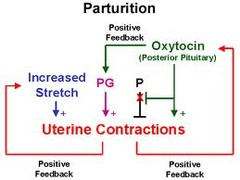 Parturition
Positive
Feedback
Oxytocin
(Posterior Pituitary)
Increased
Stretch
PG
P
+
+
+
Uterine Contractions
Positive
Feedback
Positive
Feedback